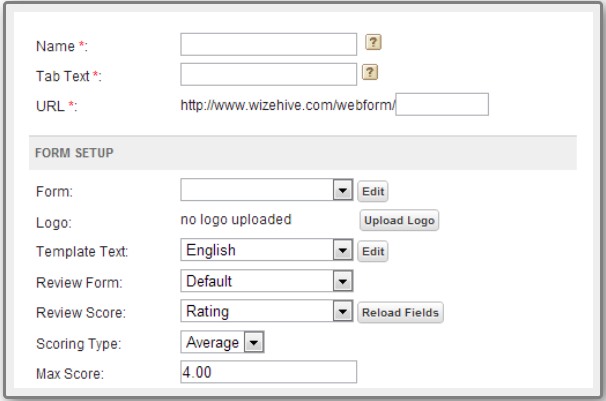 Name *: ?
Tab Text *: ?
URL *: http://www.wizehive.com/webform/
FORM SETUP
Form: Edit
Logo: no logo uploaded Upload Logo
Template Text: English Edit
Review Form: Default
Review Score: Rating Reload Fields
Scoring Type: Average
Max Score: 4.00